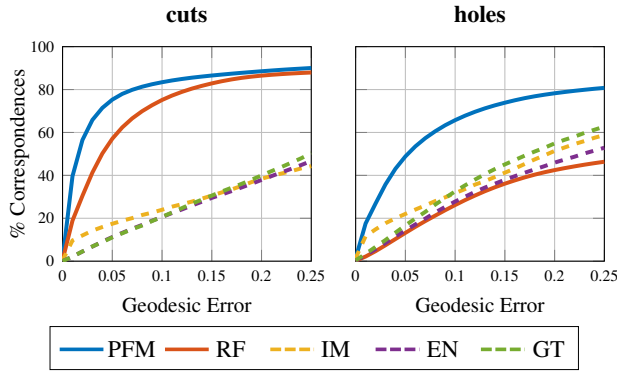 cuts
holes
% Correspondences
100
80
60
40
20
0
0 0.05 0.1 0.15 0.2 0.25
0 0.05 0.1 0.15 0.2 0.25
Geodesic Error
Geodesic Error
PFM RF IM EN GT